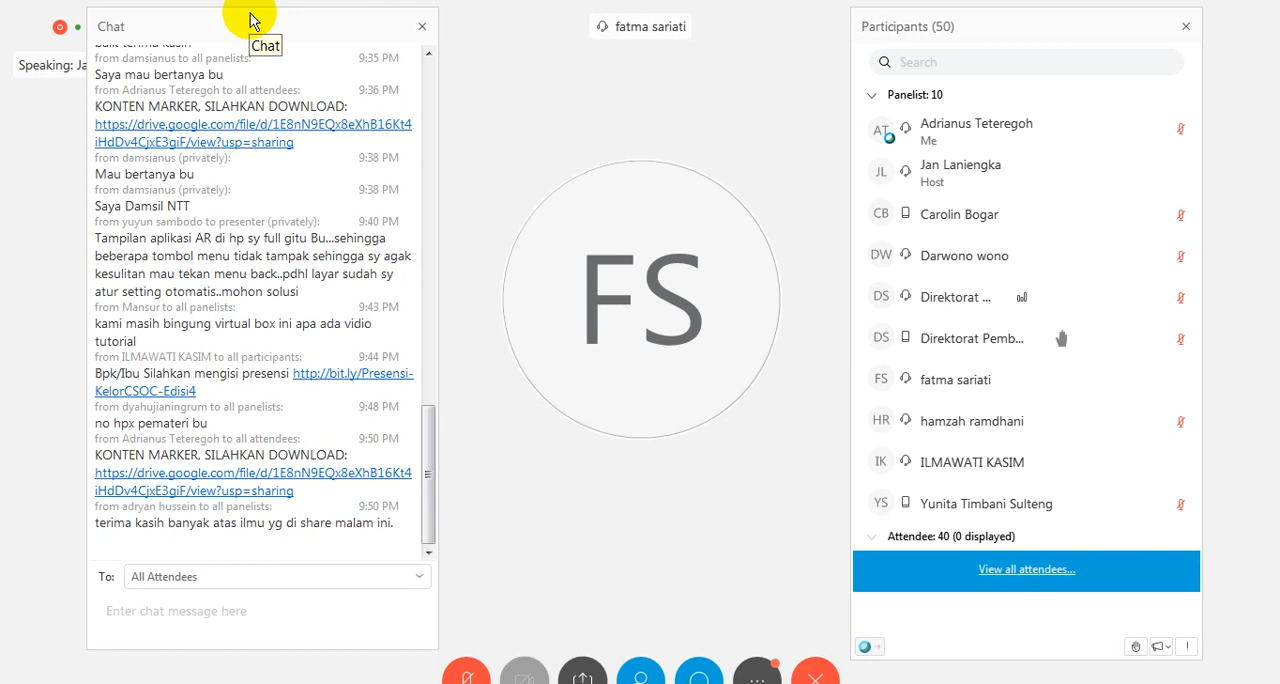 Chat
Chat
Speaking: Ja
from damsianus to all panelists: 9:35 PM
Saya mau bertanya bu
from Adrianus Teteregoh to all attendees: 9:36 PM
KONTEN MARKER, SILAHKAN DOWNLOAD:
https://drive.google.com/file/d/1E8nN9EQx8eXhB16Kt4
iHdDv4CjxE3giF/view?usp=sharing
from damsianus (privately): 9:38 PM
Mau bertanya bu
from damsianus (privately): 9:38 PM
Saya Damsil NTT
from yuyun sambodo to presenter (privately): 9:40 PM
Tampilan aplikasi AR di hp sy full gitu Bu...sehingga
beberapa tombol menu tidak tampak sehingga sy agak
kesulitan mau tekan menu back..pdhl layar sudah sy
atur setting otomatis..mohon solusi
from Mansur to all panelists: 9:43 PM
kami masih bingung virtual box ini apa ada vidio
tutorial
from ILMAWATI KASIM to all participants: 9:44 PM
Bpk/Ibu Silahkan mengisi presensi http://bit.ly/Presensi-
KelorCSOC-Edisi4
from dyahujianingrum to all panelists: 9:48 PM
no hpx pemateri bu
from Adrianus Teteregoh to all attendees: 9:50 PM
KONTEN MARKER, SILAHKAN DOWNLOAD:
https://drive.google.com/file/d/1E8nN9EQx8eXhB16Kt4
iHdDv4CjxE3giF/view?usp=sharing
from adryan hussein to all panelists: 9:50 PM
terima kasih banyak atas ilmu yg di share malam ini.
To: All Attendees
Enter chat message here
fatma sariati
FS
Participants (50)
Search
Panelist: 10
AT Adrianus Teteregoh
Me
JL Jan Laniengka
Host
CB Carolin Bogar
DW Darwono wono
DS Direktorat ...
DS Direktorat Pemb...
FS fatma sariati
HR hamzah ramdhani
IK ILMAWATI KASIM
YS Yunita Timbani Sulteng
Attendee: 40 (0 displayed)
View all attendees...